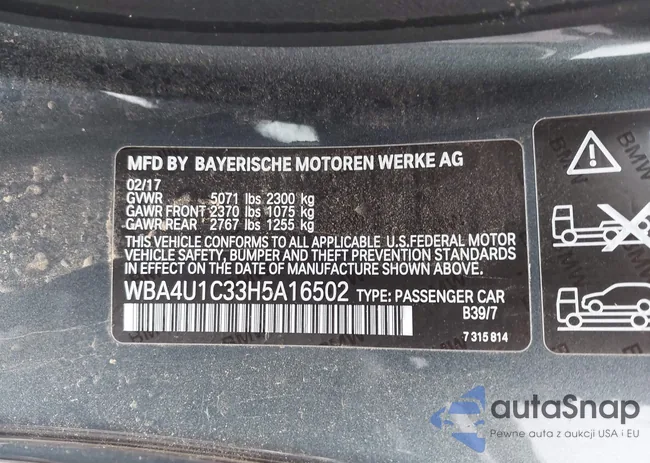 MFD BY BAYERISCHE MOTOREN WERKE AG
02/17
GVWR 5071 lbs 2300 kg
GAWR FRONT 2370 lbs 1075 kg
GAWR REAR 2767 lbs 1255 kg
THIS VEHICLE CONFORMS TO ALL APPLICABLE U.S.FEDERAL MOTOR
VEHICLE SAFETY, BUMPER AND THEFT PREVENTION STANDARDS
IN EFFECT ON THE DATE OF MANUFACTURE SHOWN ABOVE.
WBA4U1C33H5A16502 TYPE: PASSENGER CAR
B39/7
7 315 814
autaSnap
Pewne auta z aukcji USA i EU